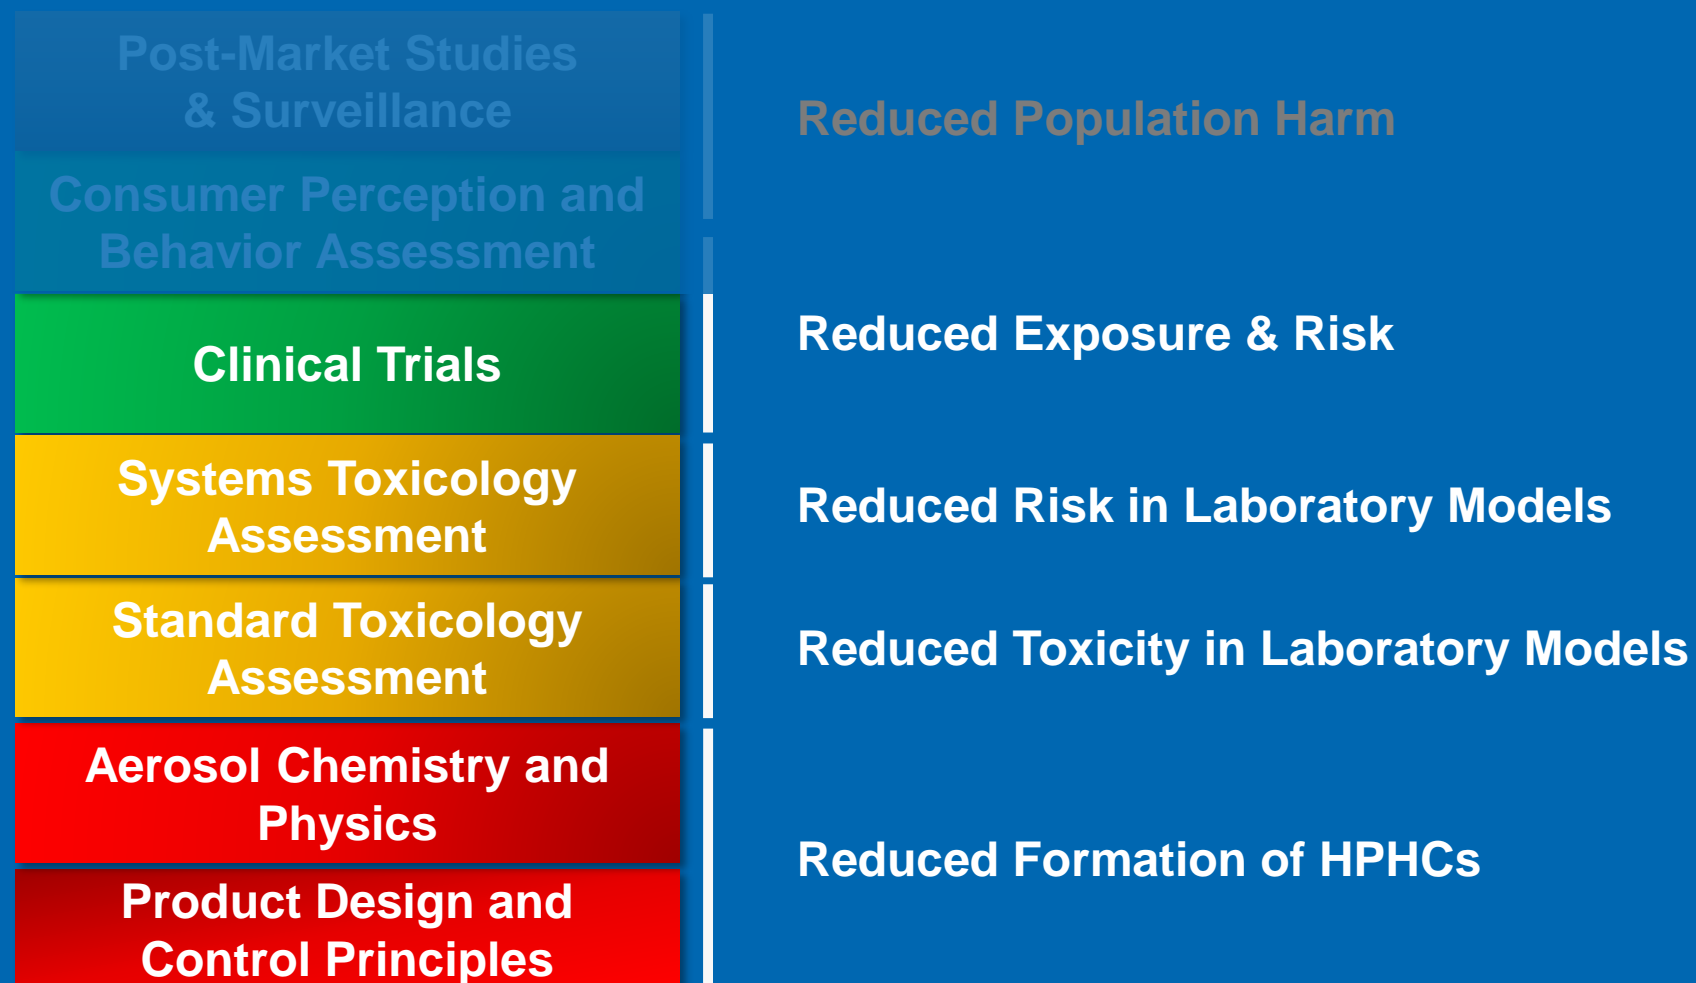 Post-Market Studies
& Surveillance
Reduced Population Harm
Consumer Perception and
Behavior Assessment
Clinical Trials
Reduced Exposure & Risk
Systems Toxicology
Assessment
Reduced Risk in Laboratory Models
Standard Toxicology
Assessment
Reduced Toxicity in Laboratory Models
Aerosol Chemistry and
Physics
Reduced Formation of HPHCs
Product Design and
Control Principles